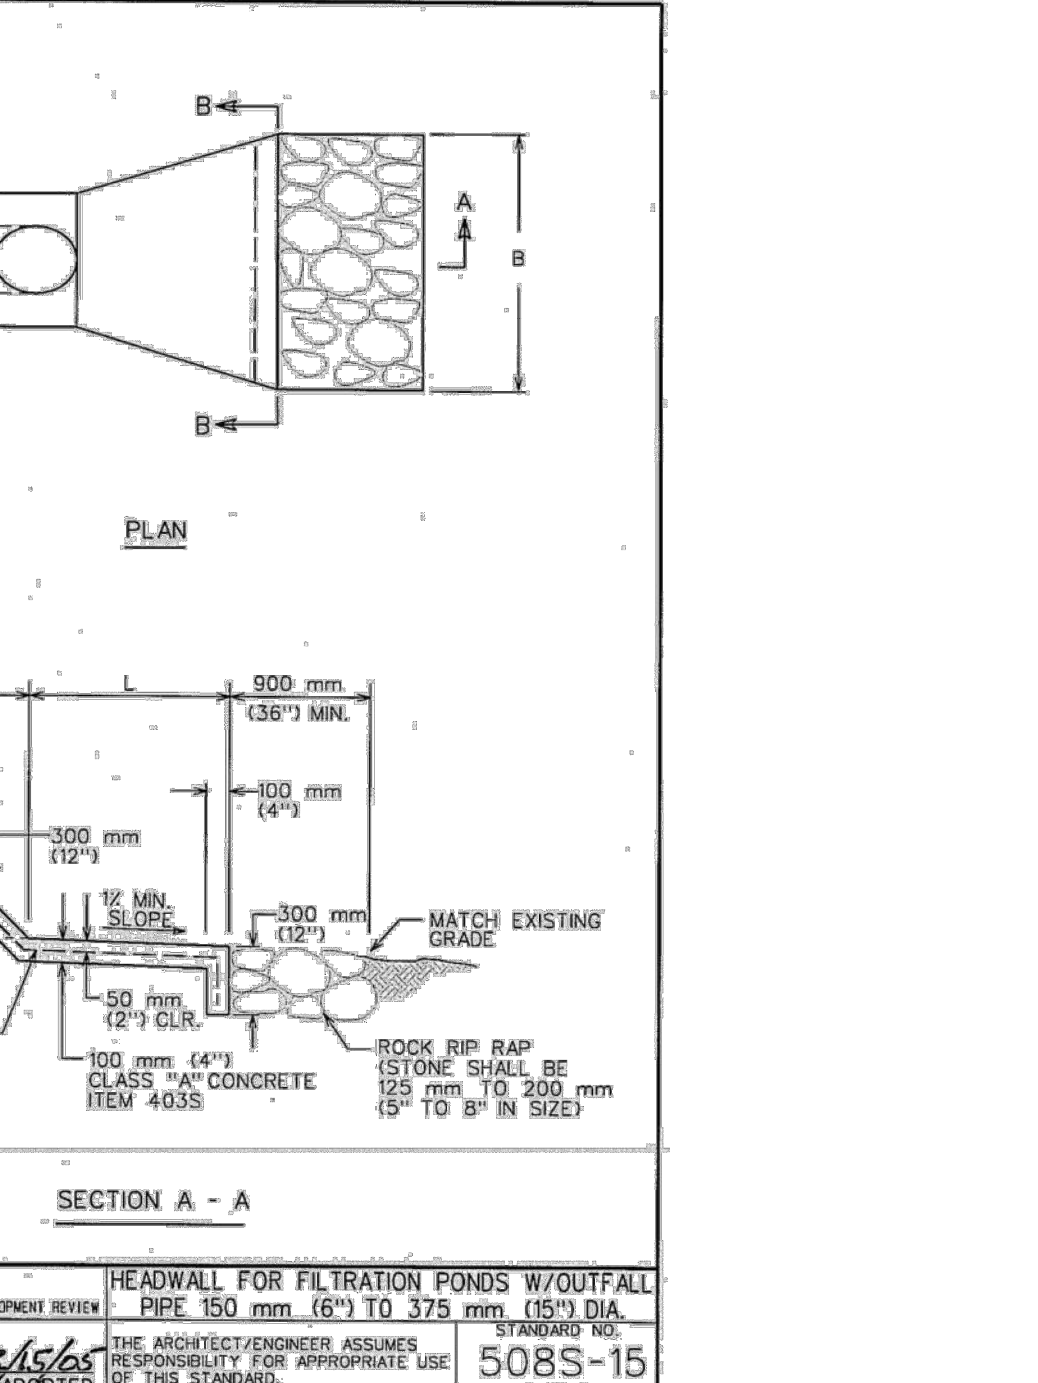 B
A
B
B
PLAN
L
900 mm
(36") MIN.
100 mm
(4")
300 mm
(12")
1% MIN.
SLOPE
300 mm
(12")
MATCH EXISTING
GRADE
50 mm
(2") CLR.
100 mm (4")
CLASS "A" CONCRETE
ITEM 403S
ROCK RIP RAP
(STONE SHALL BE
125 mm TO 200 mm
(5" TO 8" IN SIZE)
SECTION A - A
HEADWALL FOR FILTRATION PONDS W/OUTFALL
PIPE 150 mm (6") TO 375 mm (15") DIA.
REVIEW
THE ARCHITECT/ENGINEER ASSUMES
RESPONSIBILITY FOR APPROPRIATE USE
OF THIS STANDARD.
STANDARD NO.
508S-15
/15/05
ADOPTED